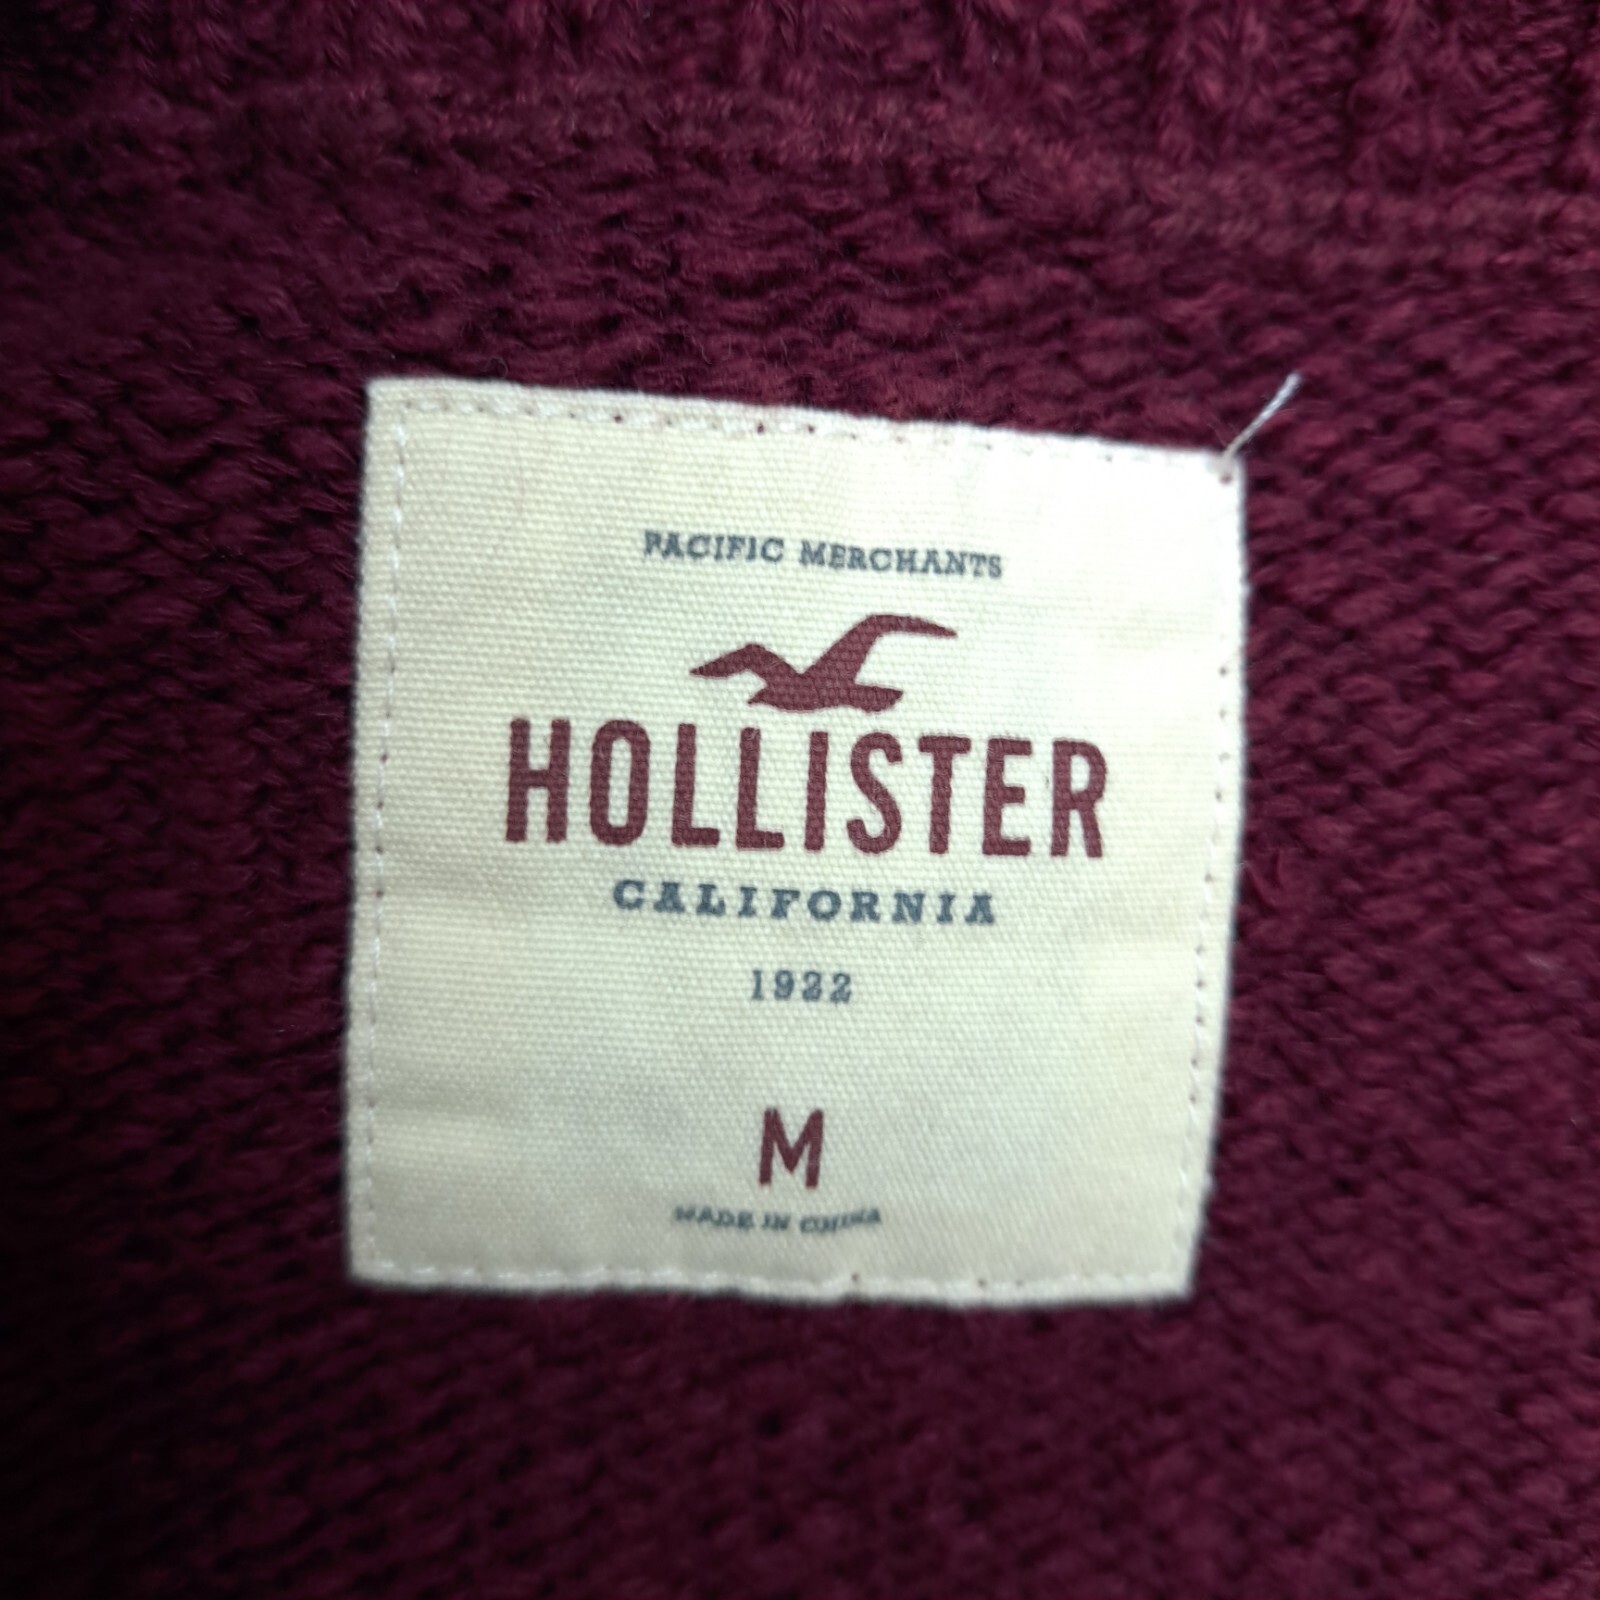 PACIFIC MERCHANTS
HOLLISTER
CALIFORNIA
1922
M
MADE IN CHINA